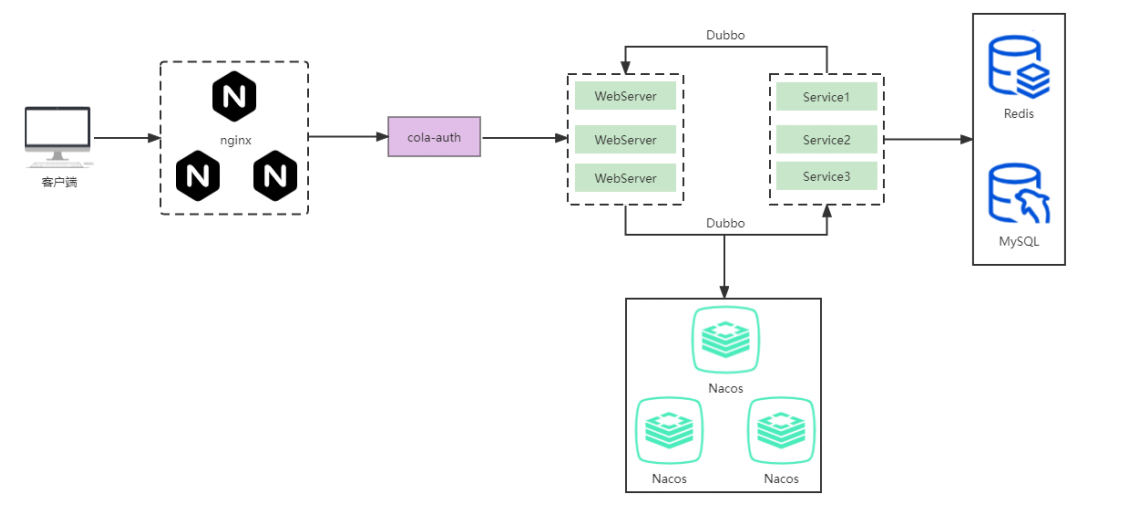 客户端
nginx
cola-auth
Dubbo
WebServer
WebServer
WebServer
Service1
Service2
Service3
Dubbo
Redis
MySQL
Nacos
Nacos
Nacos